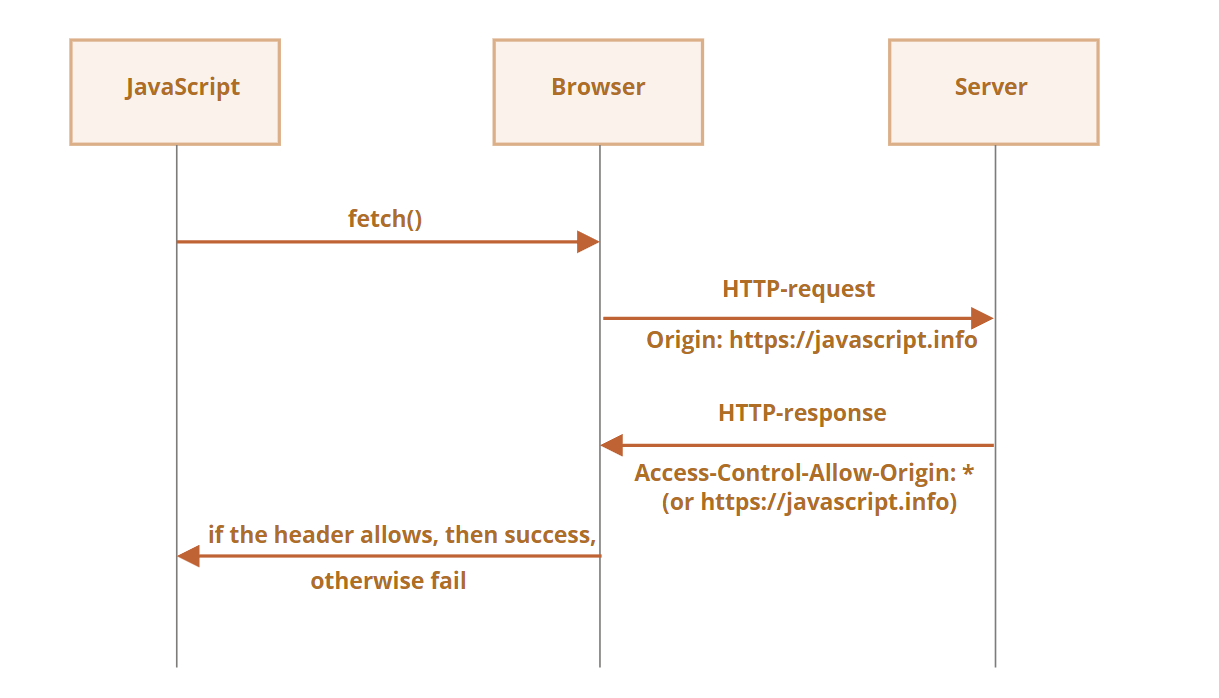 JavaScript
Browser
Server
fetch()
HTTP-request
Origin: https://javascript.info
HTTP-response
Access-Control-Allow-Origin: *
(or https://javascript.info)
if the header allows, then success,
otherwise fail